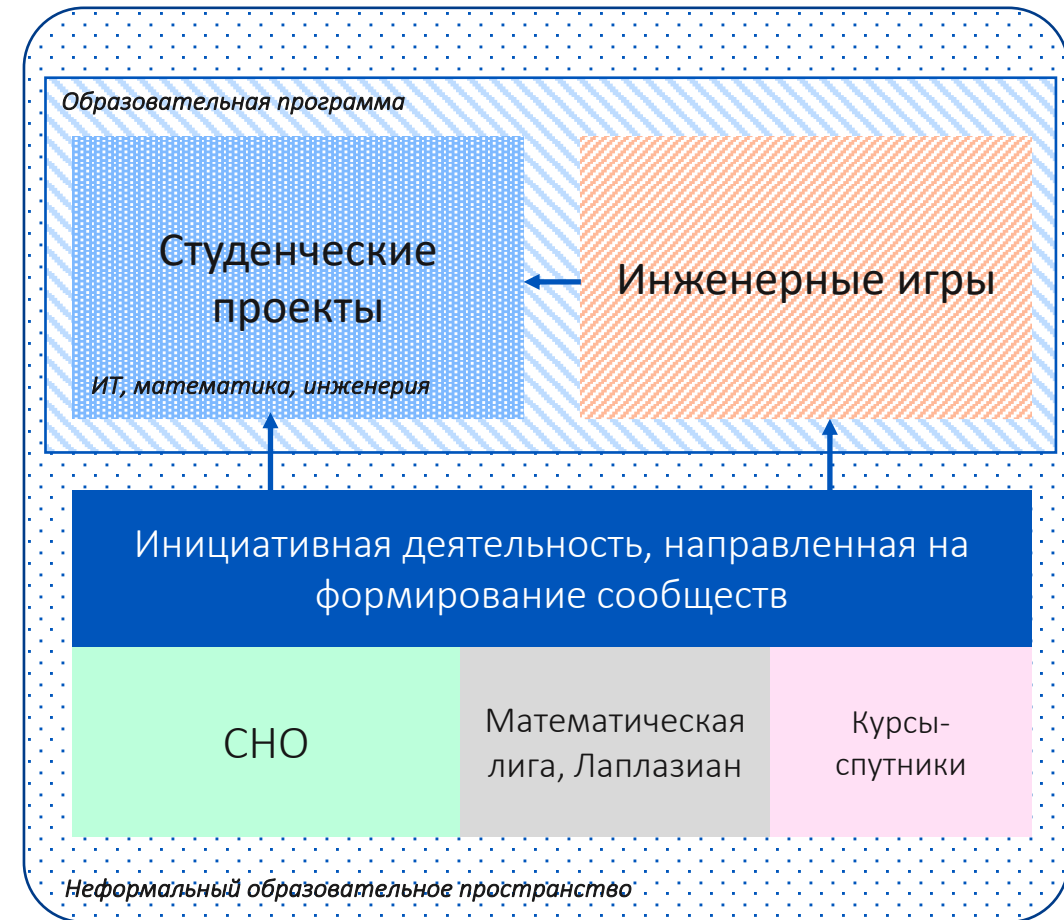 Образовательная программа
Студенческие
проекты
Инженерные игры
ИТ, математика, инженерия
Инициативная деятельность, направленная на
формирование сообществ
СНО
Математическая
лига, Лаплазиан
Курсы-
спутники
Неформальный образовательное пространство